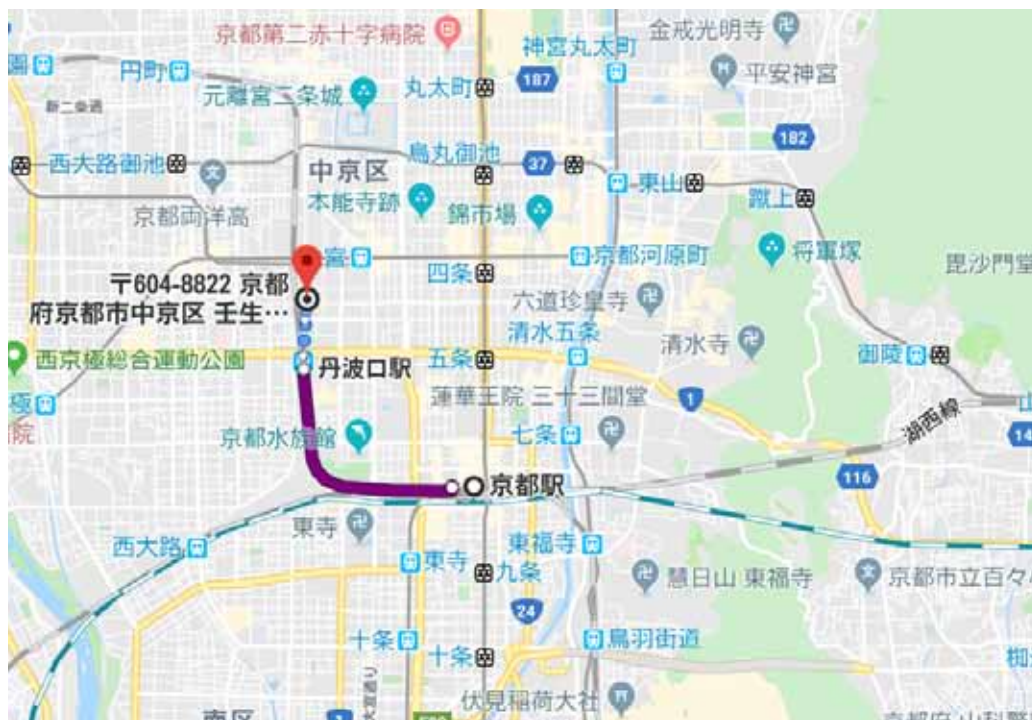 京都第二赤十字病院
金戒光明寺
神宮丸太町
園
円町
187
平安神宮
新二条通
元離宮二条城
丸太町
182
烏丸御池
西大路御池
中京区
37
東山
蹴上
京都両洋高
本能寺跡
錦市場
将軍塚
宮
京都河原町
毘沙門堂
〒604-8822 京都
府京都市中京区 壬生…
四条
六道珍皇寺
清水五条
清水寺
西京極総合運動公園
丹波口駅
五条
御陵
蓮華王院 三十三間堂
1
極
院
山
湖西線
14
京都水族館
七条
116
京都駅
東寺
西大路
東福寺
東寺
九条
慧日山 東福寺
京都市立百々
24
十条
十条
鳥羽街道
椥
伏見稲荷大社
南区
1